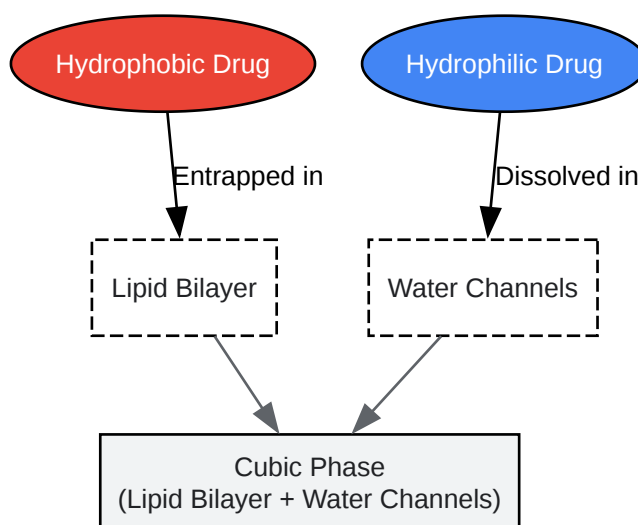 Hydrophobic Drug
Hydrophilic Drug
Entrapped in
Dissolved in
Lipid Bilayer
Water Channels
Cubic Phase
(Lipid Bilayer + Water Channels)